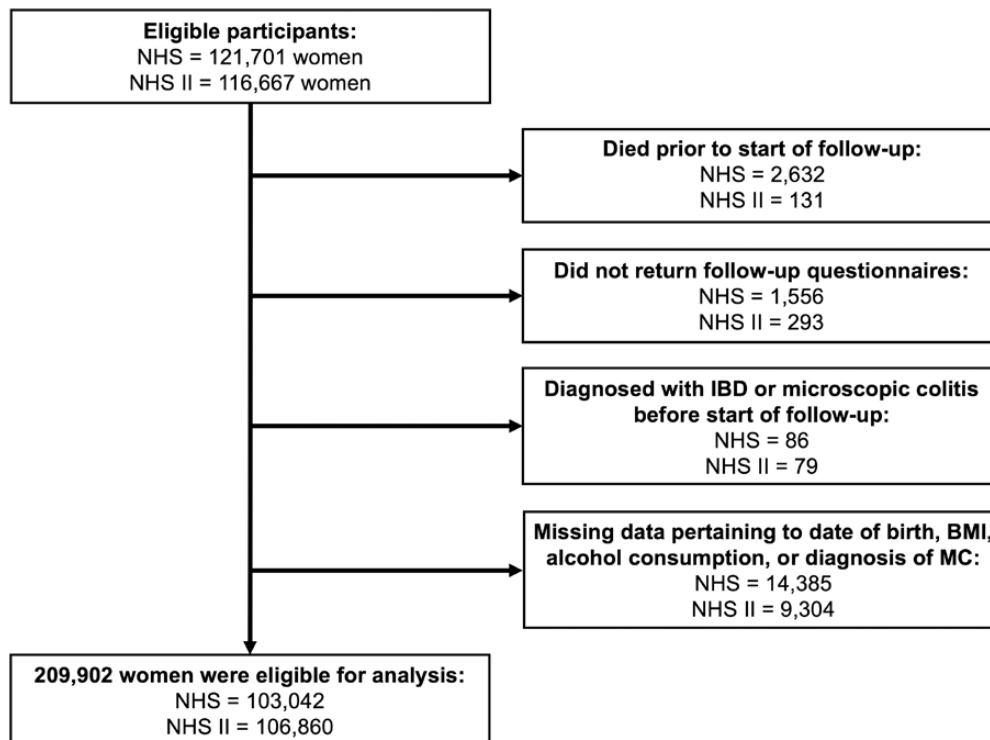 Eligible participants:
NHS = 121,701 women
NHS II = 116,667 women
Died prior to start of follow-up:
NHS = 2,632
NHS II = 131
Did not return follow-up questionnaires:
NHS = 1,556
NHS II = 293
Diagnosed with IBD or microscopic colitis
before start of follow-up:
NHS = 86
NHS II = 79
Missing data pertaining to date of birth, BMI,
alcohol consumption, or diagnosis of MC:
NHS = 14,385
NHS II = 9,304
209,902 women were eligible for analysis:
NHS = 103,042
NHS II = 106,860